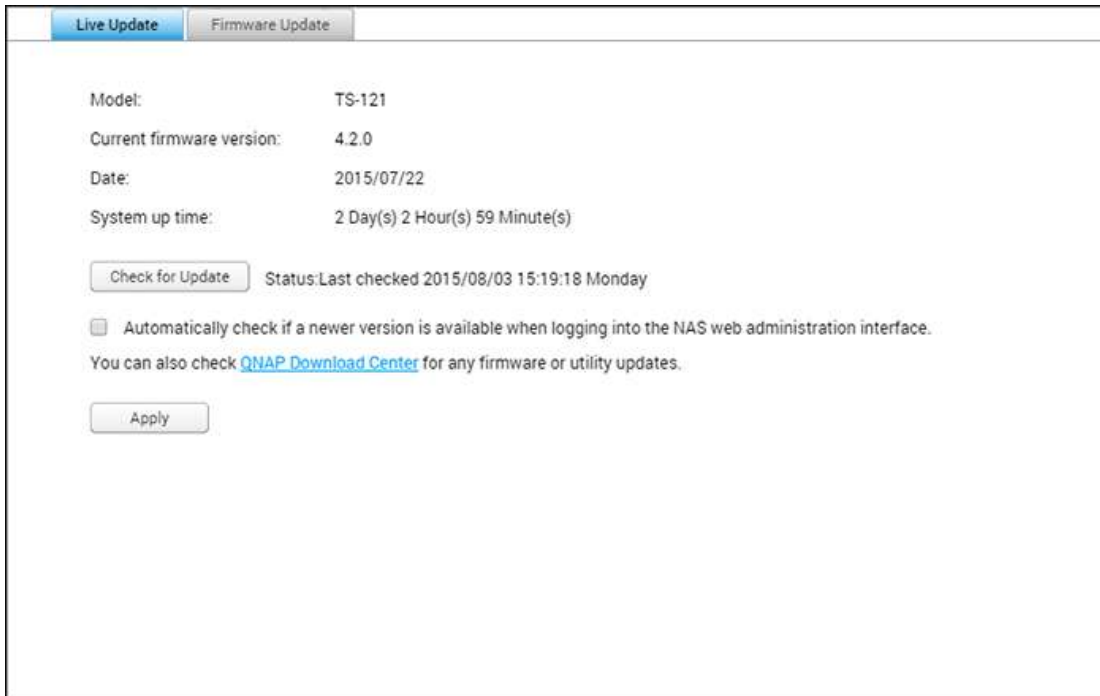 Live Update Firmware Update
Model: TS-121
Current firmware version: 4.2.0
Date: 2015/07/22
System up time: 2 Day(s) 2 Hour(s) 59 Minute(s)
Check for Update Status:Last checked 2015/08/03 15:19:18 Monday
Automatically check if a newer version is available when logging into the NAS web administration interface.
You can also check QNAP Download Center for any firmware or utility updates.
Apply